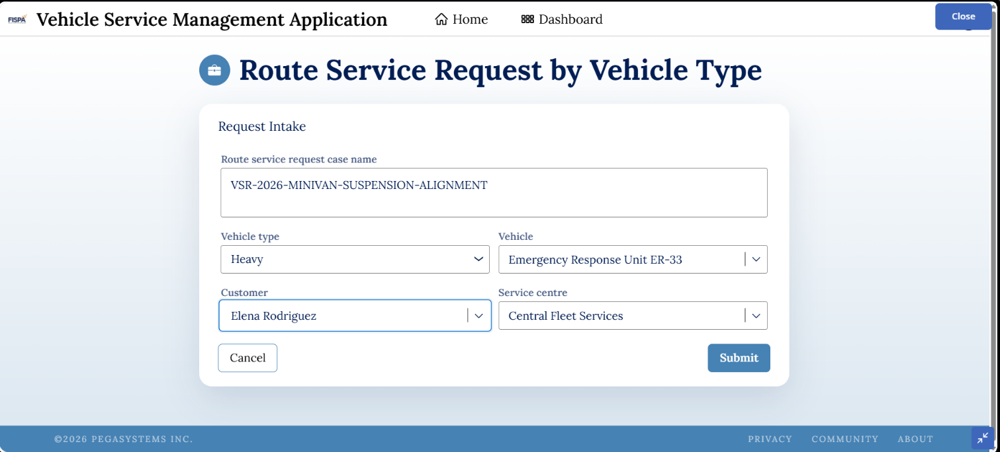 FISPA
Vehicle Service Management Application
Home
Dashboard
Close
Route Service Request by Vehicle Type
Request Intake
Route service request case name
VSR-2026-MINIVAN-SUSPENSION-ALIGNMENT
Vehicle type
Vehicle
Heavy
Emergency Response Unit ER-33
Customer
Service centre
Elena Rodriguez
Central Fleet Services
Cancel
Submit
©2026 PEGASYSTEMS INC.
PRIVACY
COMMUNITY
ABOUT